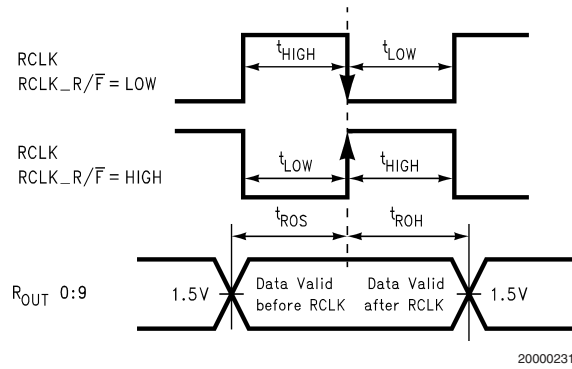 RCLK
RCLK_R/F̅ = LOW
tHIGH
tLOW
RCLK
RCLK_R/F̅ = HIGH
tLOW
tHIGH
tROS
tROH
ROUT 0:9
1.5V
Data Valid
before RCLK
Data Valid
after RCLK
1.5V
20000231